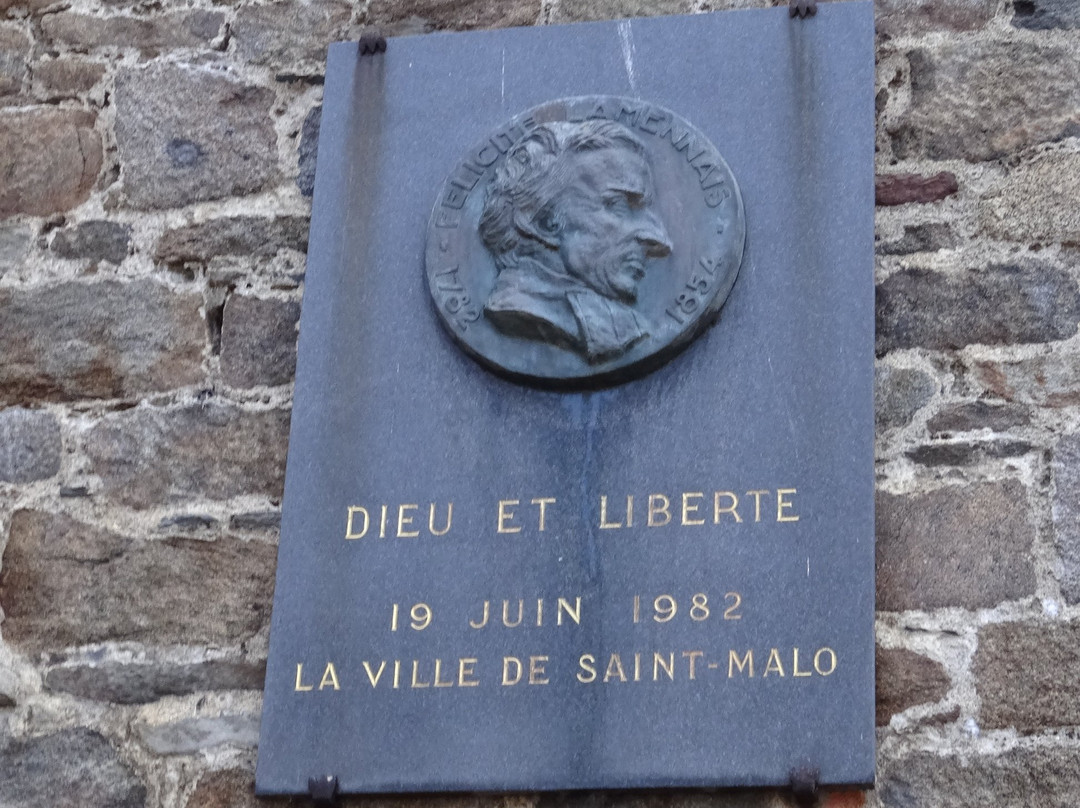 1782 - FELICITE LAMENNAIS - 1854
DIEU ET LIBERTE
19 JUIN 1982
LA VILLE DE SAINT-MALO